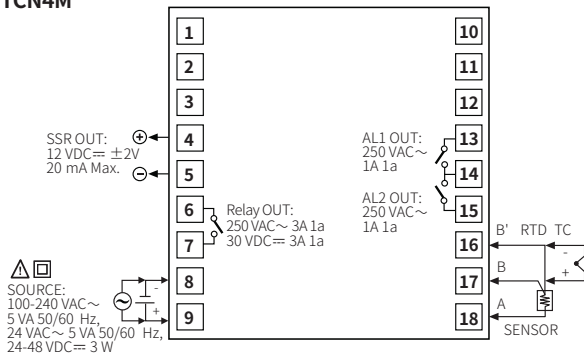 TCN4M
1
2
3
4
5
6
7
8
9
10
11
12
13
14
15
16
17
18
SSR OUT:
12 VDC⎓ ±2V
20 mA Max.
Relay OUT:
250 VAC～ 3A 1a
30 VDC⎓ 3A 1a
SOURCE:
100-240 VAC～
5 VA 50/60 Hz,
24 VAC～ 5 VA 50/60 Hz,
24-48 VDC⎓ 3 W
-
+
AL1 OUT:
250 VAC～
1A 1a
AL2 OUT:
250 VAC～
1A 1a
B' RTD TC
B
A
-
+
SENSOR